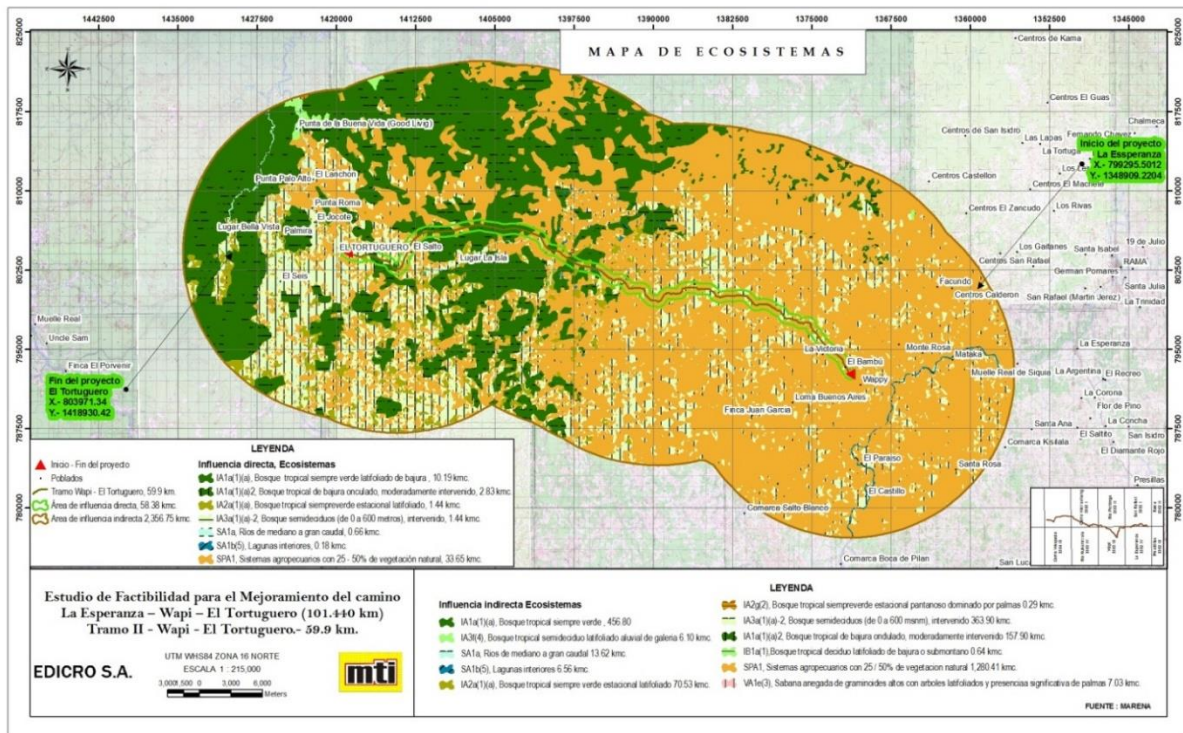 1442500 1435000 1427500 1420000 1412500 1405000 1397500 1390000 1382500 1375000 1367500 1360000 1352500 1345000
825000
817500
810000
802500
795000
787500
780000
MAPA DE ECOSISTEMAS
Centros de Kama
Centros El Guas
Chalmeca
Centros de San Isidro
Las Lapas
Fernando Chavez
La Tortuga
Inicio del proyecto
La Essperanza
X.- 799295.5012
Y.- 1348909.2204
Centros Castellon
Centros El Machete
Centros El Zancudo
Los Rivas
Los Gaitanes
Santa Isabel
19 de Julio
Centros San Rafael
German Pomares
RAMA
Facundo
Centros Calderon
San Rafael (Martin Jerez)
Santa Julia
La Trinidad
Punta de la Buena Vida (Good Livig)
Punta Palo Alto
El Lanchon
Punta Roma
El Jocote
Lugar Bella Vista
Palmira
EL TORTUGUERO
El Salto
Lugar La Isla
El Seis
Muelle Real
Uncle Sam
Finca El Porvenir
Fin del proyecto
El Tortuguero
X.- 803971.34
Y.- 1418930.42
La Victoria
El Bambú
Wappy
Monte Rosa
Mataka
Muelle Real de Siquia
Loma Buenos Aires
Finca Juan Garcia
La Esperanza
La Argentina
El Recreo
La Corona
Flor de Pino
Santa Ana
La Concha
El Saltito
San Isidro
Comarca Kisilala
El Diamante Rojo
Santa Rosa
Presillas
El Paraiso
El Castillo
Comarca Salto Blanco
Comarca Boca de Pilan
San Luc
LEYENDA
Inicio - Fin del proyecto
Poblados
Tramo Wapi - El Tortuguero, 59.9 km.
Área de influencia directa, 58.38 kmc.
Área de influencia indirecta 2,356.75 kmc.
Influencia directa, Ecosistemas
IA1a(1)(a), Bosque tropical siempre verde latifoliado de bajura , 10.19 kmc.
IA1a(1)(a)2, Bosque tropical de bajura onculado, moderadamente intervenido, 2.83 kmc.
IA2a(1)(a), Bosque tropical siempreverde estacional latifoliado, 1.44 kmc
IA3a(1)(a)-2, Bosque semideciduos (de 0 a 600 metros), intervenido, 1.44 kmc.
SA1a, Rios de mediano a gran caudal, 0.66 kmc.
SA1b(5), Lagunas interiores, 0.18 kmc.
SPA1, Sistemas agropecuarios con 25 - 50% de vegetación natural, 33.65 kmc.
Estudio de Factibilidad para el Mejoramiento del camino
La Esperanza – Wapi – El Tortuguero (101.440 km)
Tramo II - Wapi - El Tortuguero.- 59.9 km.
EDICRO S.A.
UTM WHS84 ZONA 16 NORTE
ESCALA 1 : 215,000
3,000 1,500 0 3,000 6,000
Meters
mti
LEYENDA
Influencia indirecta Ecosistemas
IA1a(1)(a), Bosque tropical siempre verde , 456.80
IA3f(4), Bosque tropical semideciduo latifoliado aluvial de galena 6.10 kmc.
SA1a, Rios de mediano a gran caudal 13.62 kmc.
SA1b(5), Lagunas interiores 6.56 kmc.
IA2a(1)(a), Bosque tropical siempre verde estacional latifoliado 70.53 kmc.
IA2g(2), Bosque tropical siempreverde estacional pantanoso dominado por palmas 0.29 kmc.
IA3a(1)(a)-2, Bosque semideciduos (de 0 a 600 msnm), intervenido 363.90 kmc.
IA1a(1)(a)2, Bosque tropical de bajura ondulado, moderadamente intervenido 157.90 kmc.
IB1a(1),Bosque tropical deciduo latifoliado de bajura o submontano 0.64 kmc.
SPA1, Sistemas agropecuarios con 25 / 50% de vegetacion natural, 1,280.41 kmc.
VA1e(3), Sabana anegada de graminoides altos con arboles latifoliados y presencias significativa de palmas 7.03 kmc.
FUENTE : MARENA